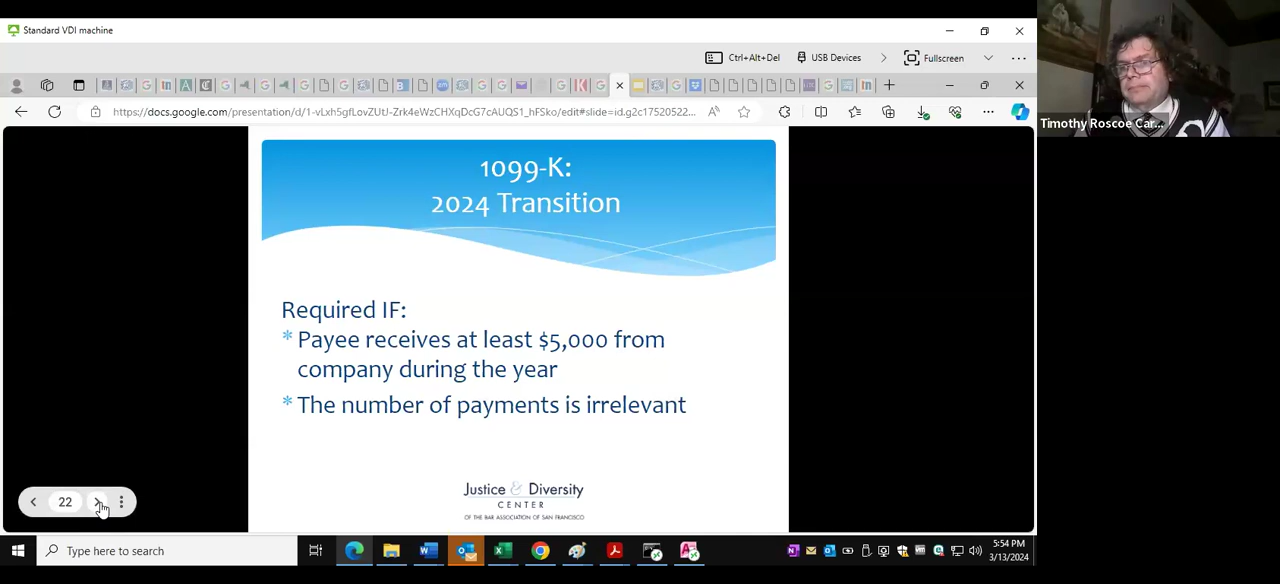 Standard VDI machine
Ctrl+Alt+Del
USB Devices
Fullscreen
https://docs.google.com/presentation/d/1-vLxh5gfLovZUtU-Zrk4eWzCHXqDcG7cAUQS1_hFSko/edit#slide=id.g2c17520522...
Timothy Roscoe Car...
1099-K:
2024 Transition
Required IF:
* Payee receives at least $5,000 from
company during the year
* The number of payments is irrelevant
22
Justice & Diversity
CENTER
OF THE BAR ASSOCIATION OF SAN FRANCISCO
Type here to search
5:54 PM
3/13/2024